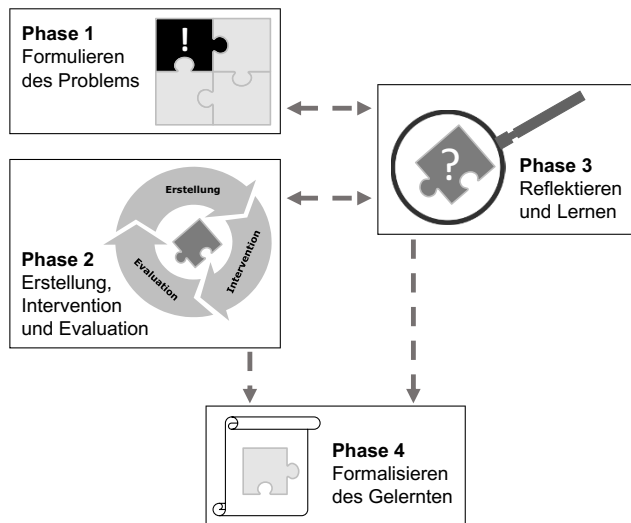 Phase 1
Formulieren
des Problems
!
Phase 2
Erstellung,
Intervention
und Evaluation
Erstellung
Intervention
Evaluation
?
Phase 3
Reflektieren
und Lernen
Phase 4
Formalisieren
des Gelernten